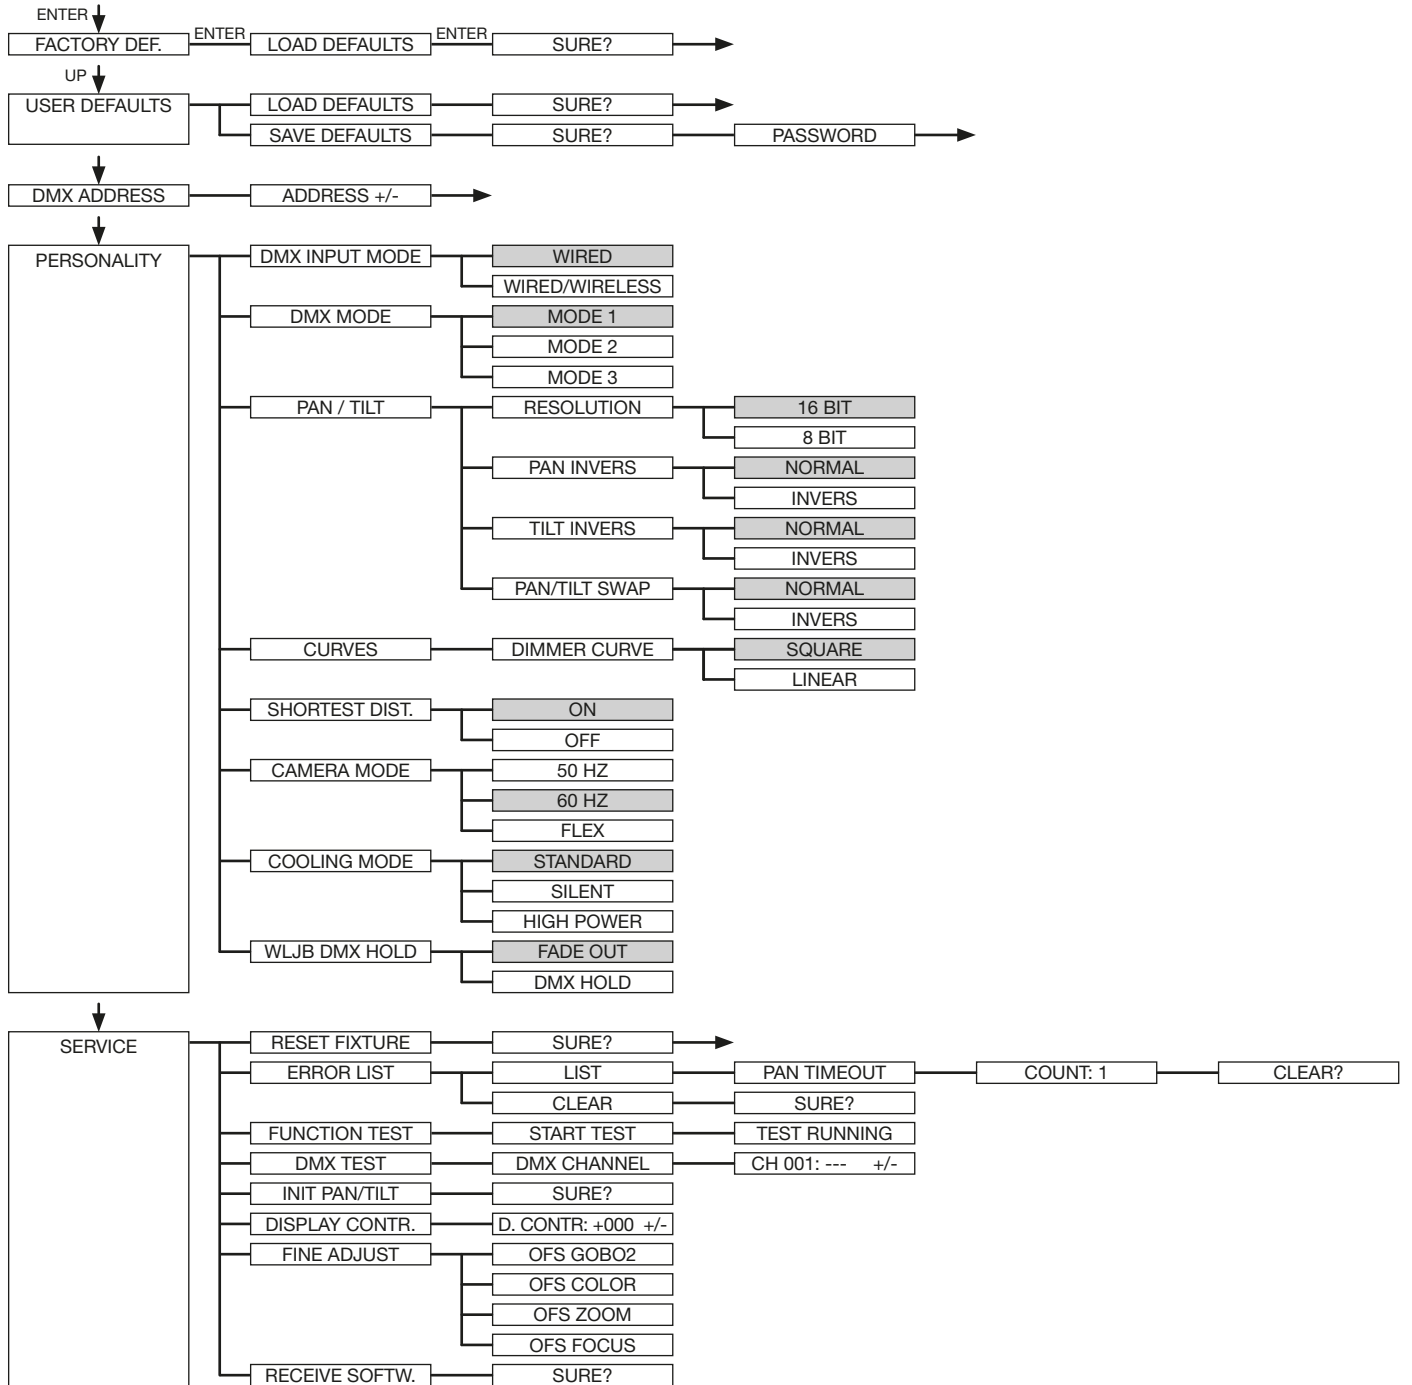 ENTER
FACTORY DEF. ENTER LOAD DEFAULTS ENTER SURE?
UP
USER DEFAULTS LOAD DEFAULTS SURE?
SAVE DEFAULTS SURE? PASSWORD
DMX ADDRESS ADDRESS +/-
PERSONALITY DMX INPUT MODE WIRED
WIRED/WIRELESS
DMX MODE MODE 1
MODE 2
MODE 3
PAN / TILT RESOLUTION 16 BIT
8 BIT
PAN INVERS NORMAL
INVERS
TILT INVERS NORMAL
INVERS
PAN/TILT SWAP NORMAL
INVERS
CURVES DIMMER CURVE SQUARE
LINEAR
SHORTEST DIST. ON
OFF
CAMERA MODE 50 HZ
60 HZ
FLEX
COOLING MODE STANDARD
SILENT
HIGH POWER
WLJB DMX HOLD FADE OUT
DMX HOLD
SERVICE RESET FIXTURE SURE?
ERROR LIST LIST PAN TIMEOUT COUNT: 1 CLEAR?
CLEAR SURE?
FUNCTION TEST START TEST TEST RUNNING
DMX TEST DMX CHANNEL CH 001: --- +/-
INIT PAN/TILT SURE?
DISPLAY CONTR. D. CONTR: +000 +/-
FINE ADJUST OFS GOBO2
OFS COLOR
OFS ZOOM
OFS FOCUS
RECEIVE SOFTW. SURE?